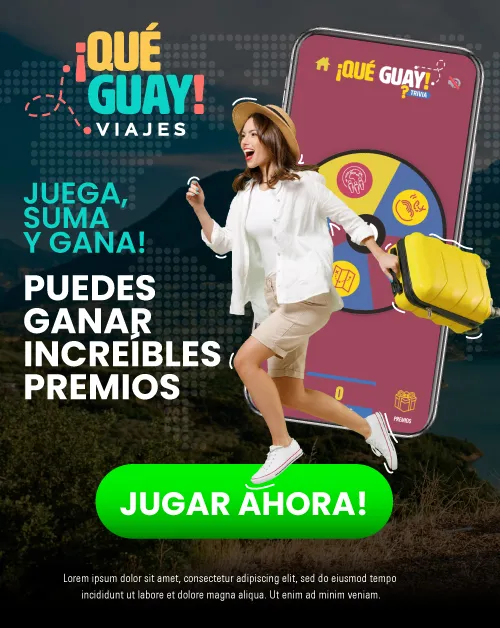 ¡QUÉ
GUAY!
VIAJES
¡QUÉ GUAY!
?
TRIVIA
JUEGA,
SUMA
Y GANA!
PUEDES
GANAR
INCREÍBLES
PREMIOS
0
PREMIOS
JUGAR AHORA!
Lorem ipsum dolor sit amet, consectetur adipiscing elit, sed do eiusmod tempo
incididunt ut labore et dolore magna aliqua. Ut enim ad minim veniam.